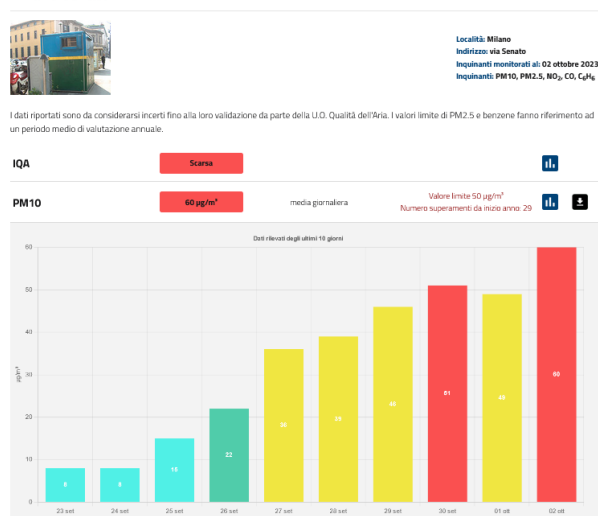 Località: Milano
Indirizzo: via Senato
Inquinanti monitorati al: 02 ottobre 2023
Inquinanti: PM10, PM2.5, NO₂, CO, C₆H₆
I dati riportati sono da considerarsi incerti fino alla loro validazione da parte della U.O. Qualità dell'Aria. I valori limite di PM2.5 e benzene fanno riferimento ad
un periodo medio di valutazione annuale.
IQA Scarsa
PM10 60 µg/m³ media giornaliera Valore limite 50 µg/m³
Numero superamenti da inizio anno: 29
Dati rilevati degli ultimi 10 giorni
60
50
40
30
20
10
0
µg/m³
8 8 15 22 36 39 46 51 49 60
23 set 24 set 25 set 26 set 27 set 28 set 29 set 30 set 01 ott 02 ott